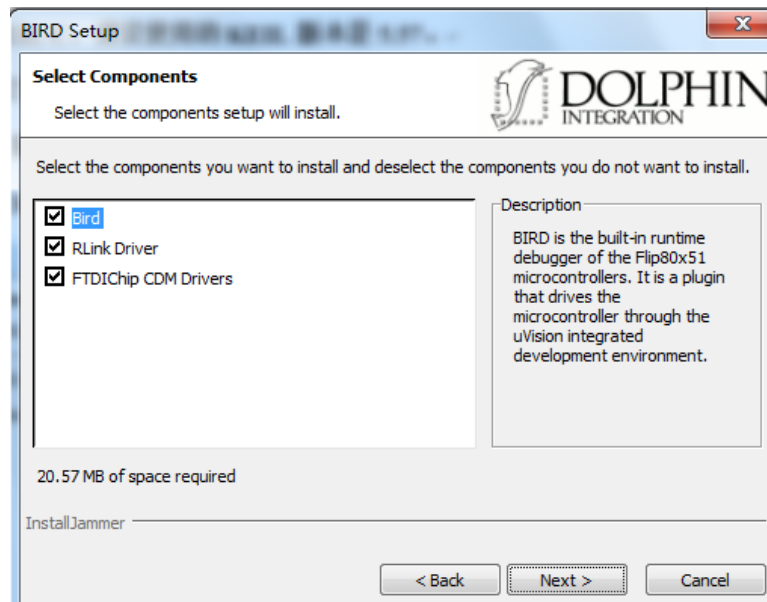 BIRD Setup
Select Components
Select the components setup will install.
DOLPHIN
INTEGRATION
Select the components you want to install and deselect the components you do not want to install.
Bird
RLink Driver
FTDIChip CDM Drivers
Description
BIRD is the built-in runtime
debugger of the Flip80x51
microcontrollers. It is a plugin
that drives the
microcontroller through the
uVision integrated
development environment.
20.57 MB of space required
InstallJammer
< Back
Next >
Cancel